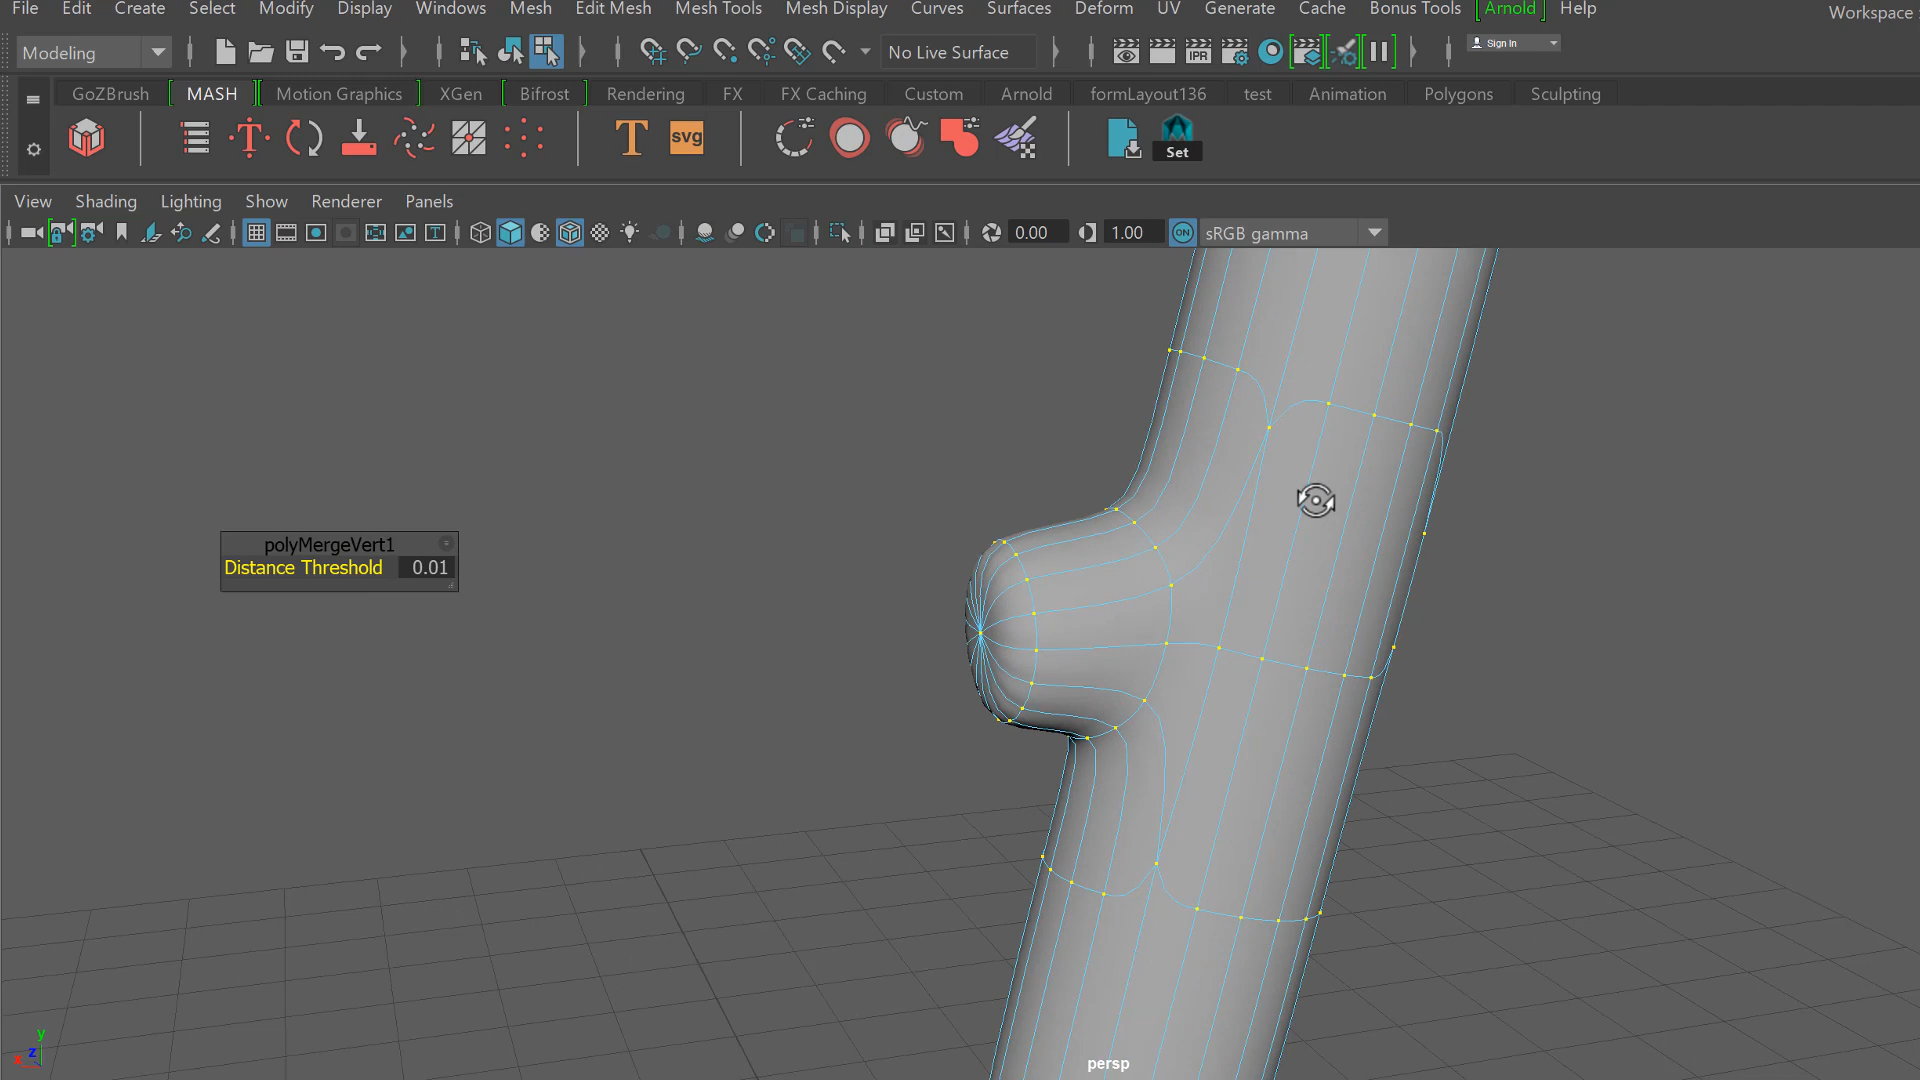 File Edit Create Select Modify Display Windows Mesh Edit Mesh Mesh Tools Mesh Display Curves Surfaces Deform UV Generate Cache Bonus Tools Arnold Help Workspace
Modeling No Live Surface IPR Sign In
GoZBrush MASH Motion Graphics XGen Bifrost Rendering FX FX Caching Custom Arnold formLayout136 test Animation Polygons Sculpting
T T svg Set
View Shading Lighting Show Renderer Panels
T 0.00 1.00 ON sRGB gamma
polyMergeVert1
Distance Threshold 0.01
y
z
x
persp